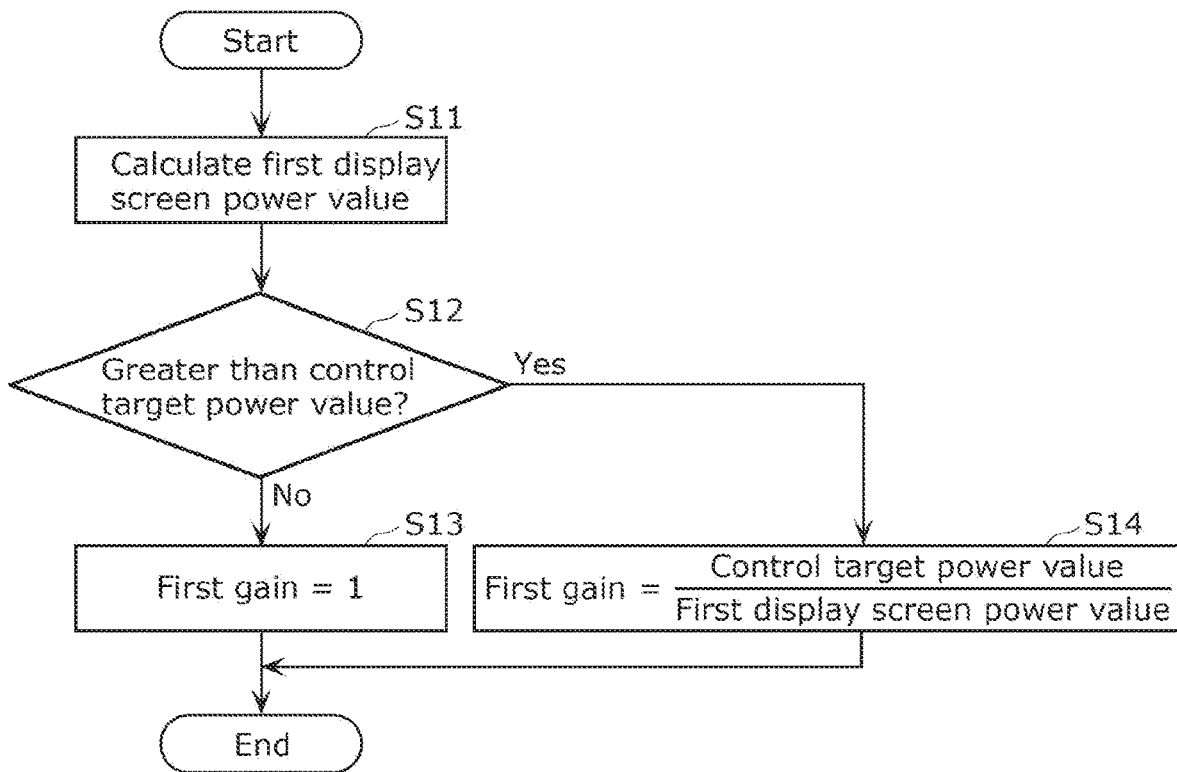 Start
S11
Calculate first display
screen power value
S12
Greater than control
target power value?
Yes
No
S13
First gain = 1
S14
First gain = Control target power value
First display screen power value
End